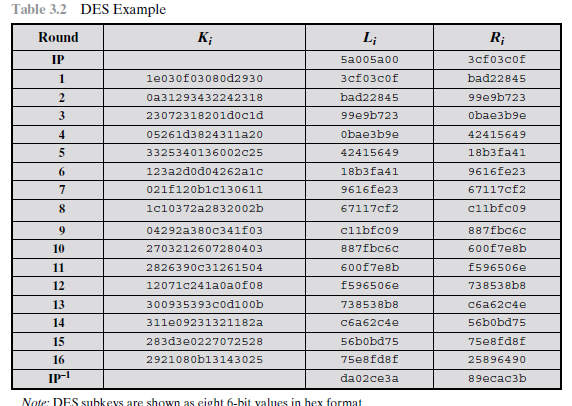 Table 3.2 DES Example
Round Ki Li Ri
IP 5a005a00 3cf03c0f
1 1e030f03080d2930 3cf03c0f bad22845
2 0a31293432242318 bad22845 99e9b723
3 23072318201d0c1d 99e9b723 0bae3b9e
4 05261d3824311a20 0bae3b9e 42415649
5 3325340136002c25 42415649 18b3fa41
6 123a2d0d04262a1c 18b3fa41 9616fe23
7 021f120b1c130611 9616fe23 67117cf2
8 1c10372a2832002b 67117cf2 c11bfc09
9 04292a380c341f03 c11bfc09 887fbc6c
10 2703212607280403 887fbc6c 600f7e8b
11 2826390c31261504 600f7e8b f596506e
12 12071c241a0a0f08 f596506e 738538b8
13 300935393c0d100b 738538b8 c6a62c4e
14 311e09231321182a c6a62c4e 56b0bd75
15 283d3e0227072528 56b0bd75 75e8fd8f
16 2921080b13143025 75e8fd8f 25896490
IP–1 da02ce3a 89ecac3b
Note: DES subkeys are shown as eight 6-bit values in hex format